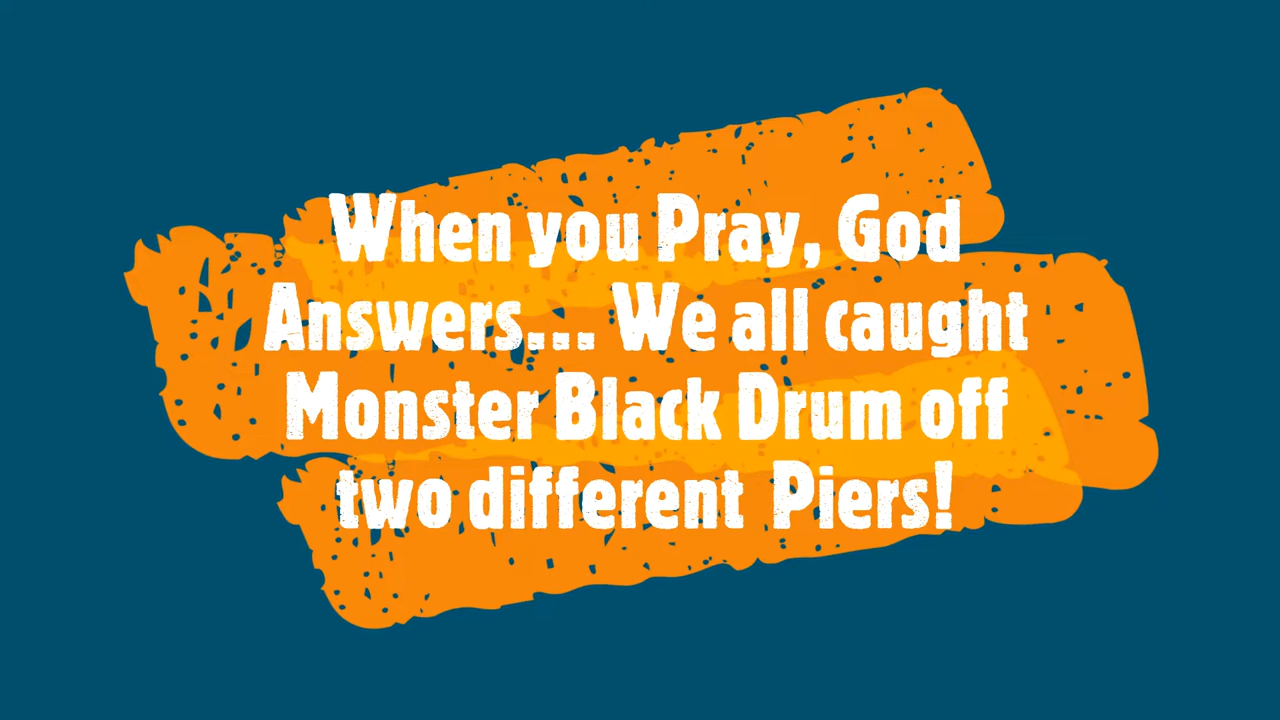 When you Pray, God
Answers... We all caught
Monster Black Drum off
two different Piers!